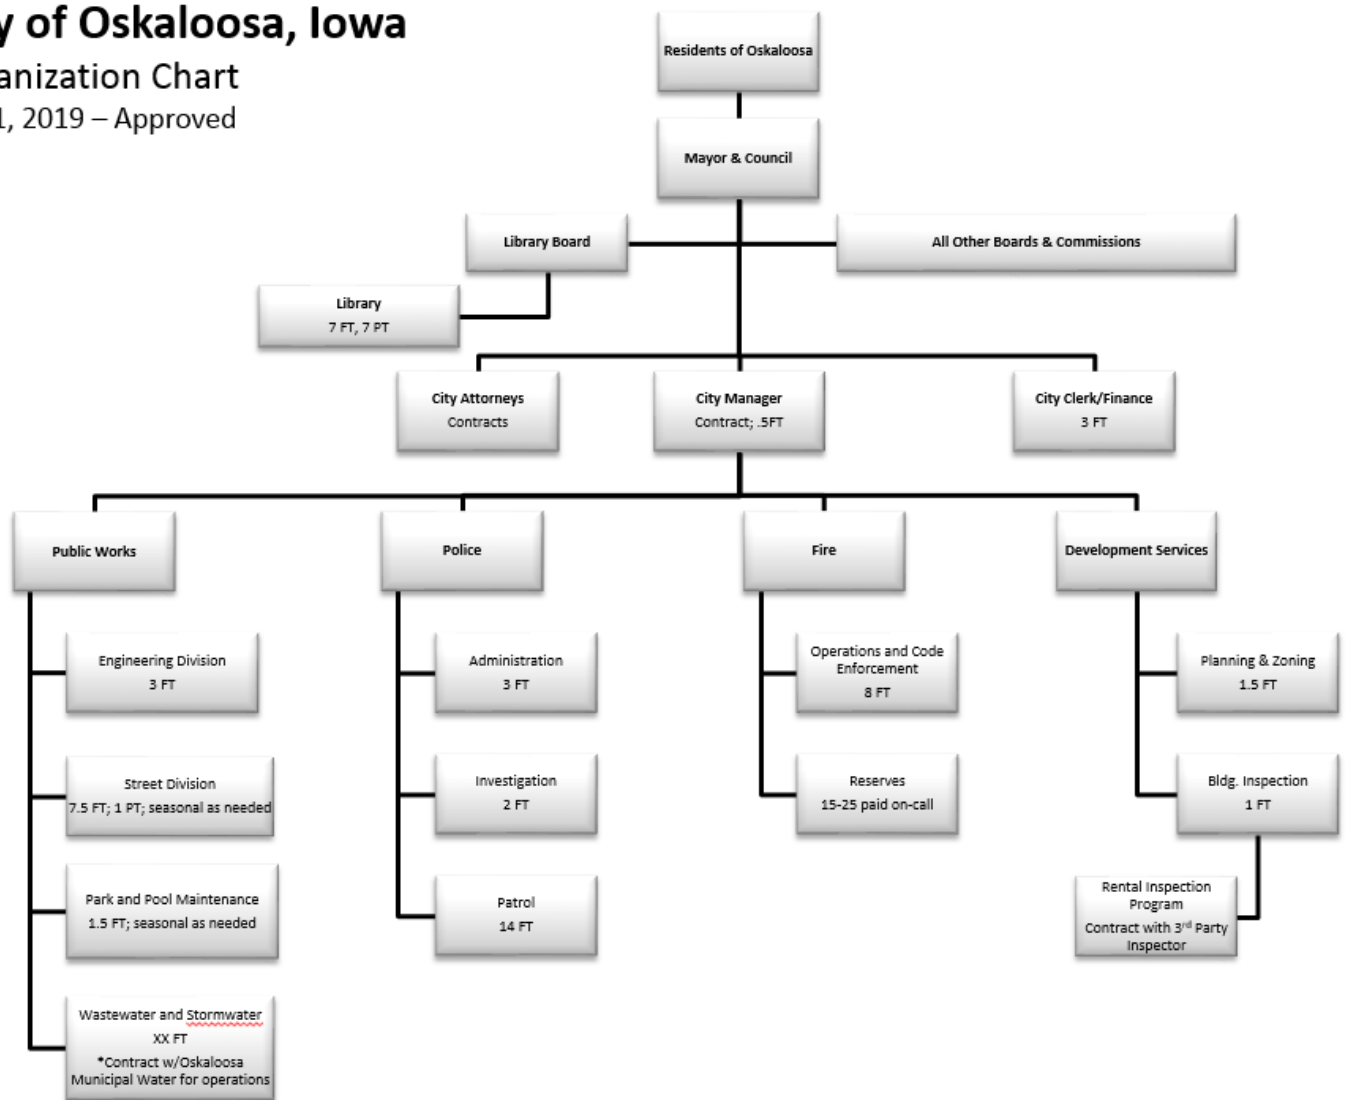 y of Oskaloosa, Iowa
anization Chart
1, 2019 – Approved
Residents of Oskaloosa
Mayor & Council
Library Board
All Other Boards & Commissions
Library
7 FT, 7 PT
City Attorneys
Contracts
City Manager
Contract; .5FT
City Clerk/Finance
3 FT
Public Works
Police
Fire
Development Services
Engineering Division
3 FT
Street Division
7.5 FT; 1 PT; seasonal as needed
Park and Pool Maintenance
1.5 FT; seasonal as needed
Wastewater and Stormwater
XX FT
*Contract w/Oskaloosa
Municipal Water for operations
Administration
3 FT
Investigation
2 FT
Patrol
14 FT
Operations and Code
Enforcement
8 FT
Reserves
15-25 paid on-call
Planning & Zoning
1.5 FT
Bldg. Inspection
1 FT
Rental Inspection
Program
Contract with 3rd Party
Inspector